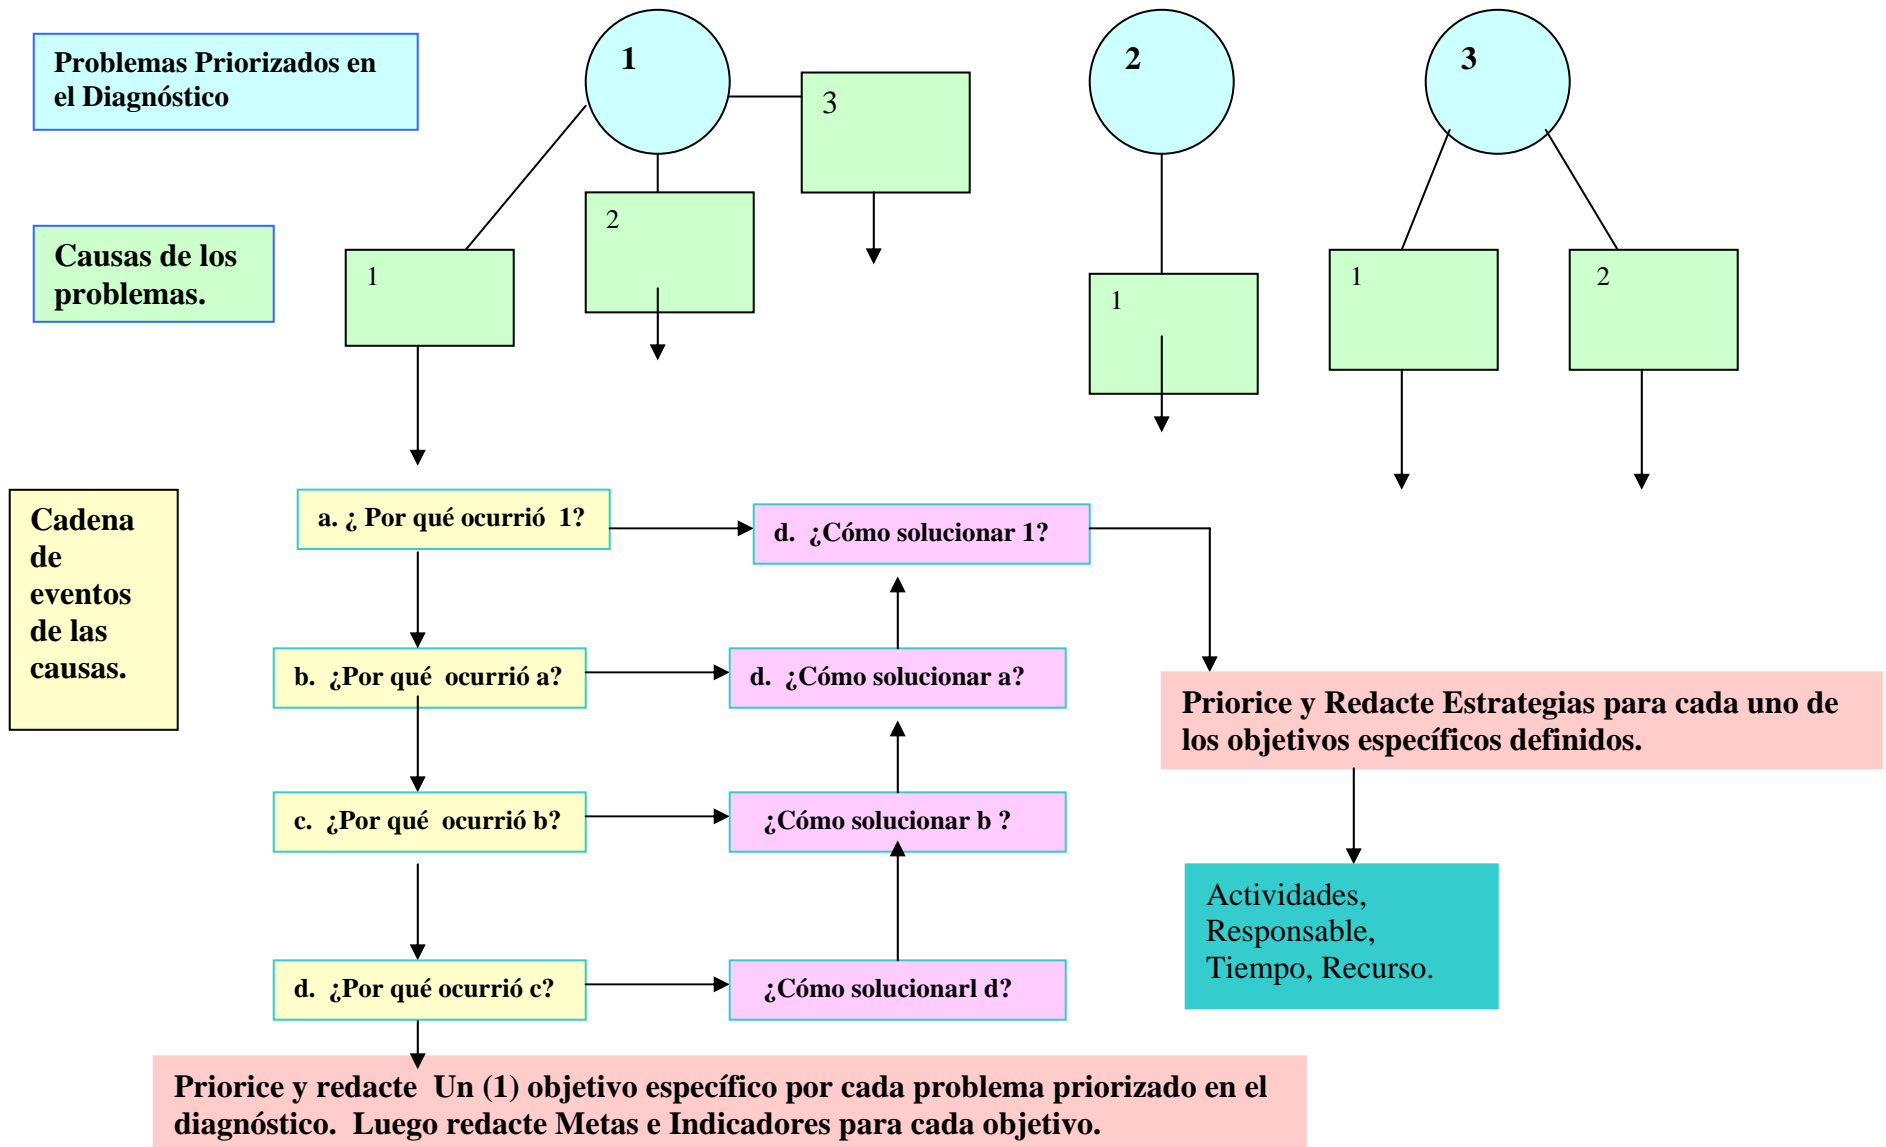 Problemas Priorizados en
el Diagnóstico
1
2
3
3
2
Causas de los
problemas.
1
1
1
2
Cadena
de
eventos
de las
causas.
a. ¿ Por qué ocurrió 1?
d. ¿Cómo solucionar 1?
b. ¿Por qué ocurrió a?
d. ¿Cómo solucionar a?
Priorice y Redacte Estrategias para cada uno de
los objetivos específicos definidos.
c. ¿Por qué ocurrió b?
¿Cómo solucionar b ?
Actividades,
Responsable,
Tiempo, Recurso.
d. ¿Por qué ocurrió c?
¿Cómo solucionarl d?
Priorice y redacte Un (1) objetivo específico por cada problema priorizado en el
diagnóstico. Luego redacte Metas e Indicadores para cada objetivo.